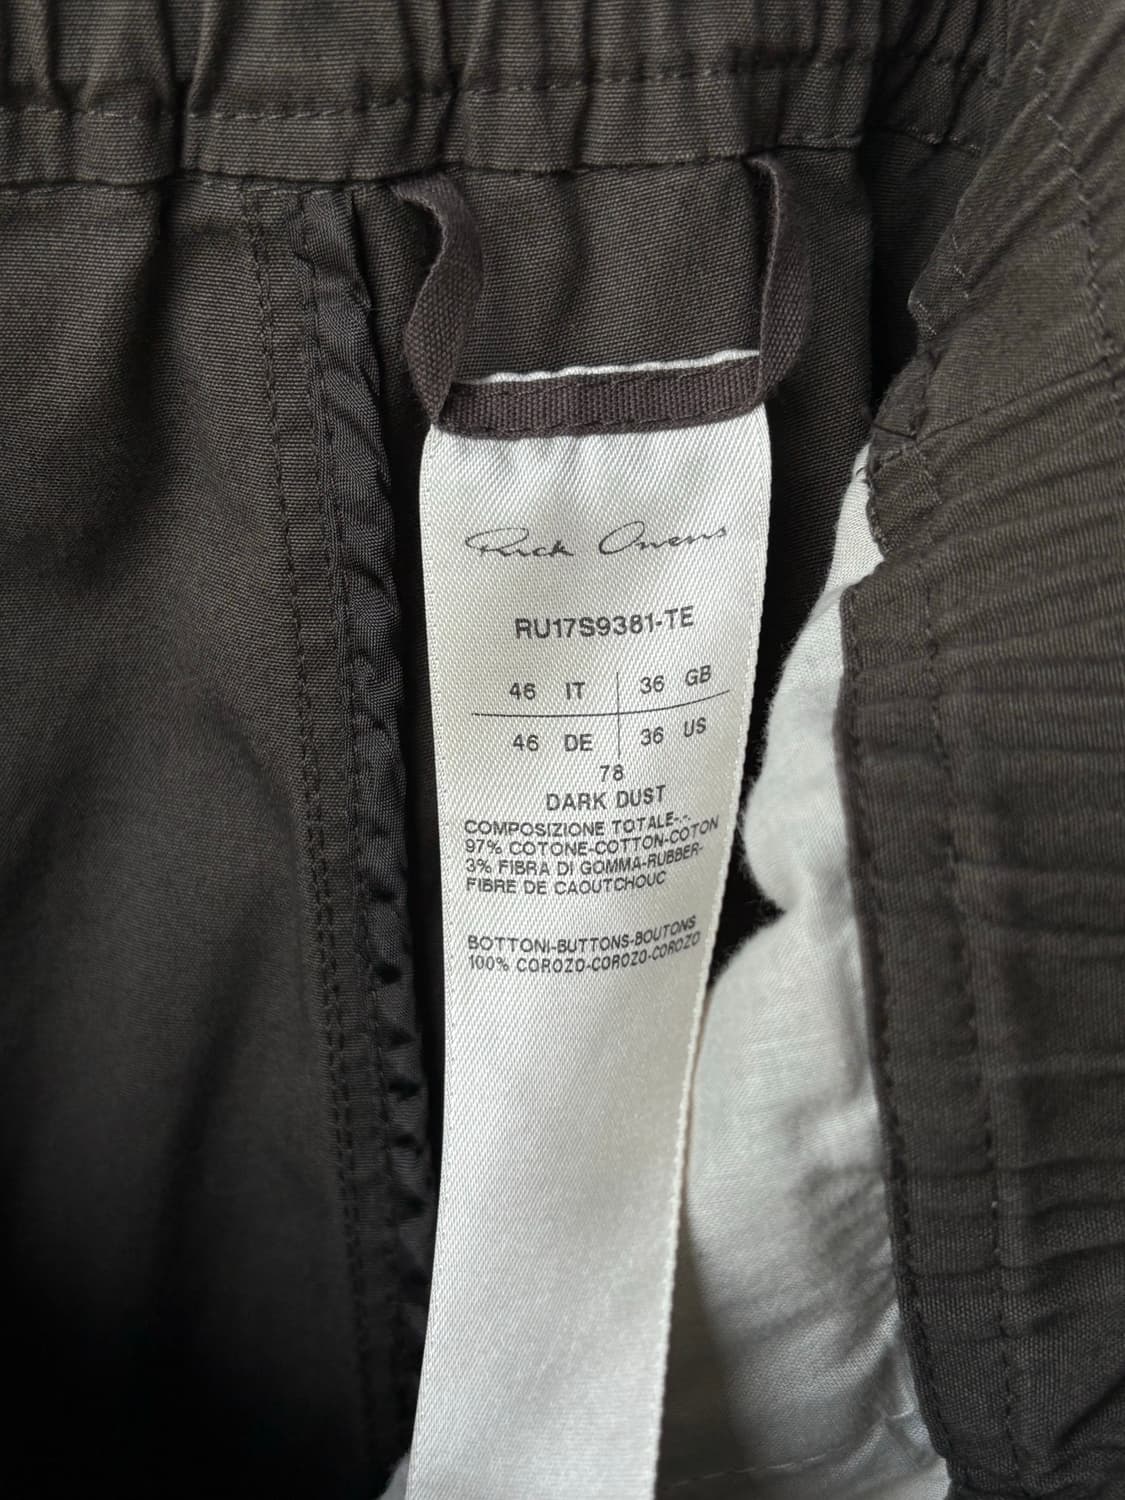 Rick Owens
RU17S9381-TE
46 IT 36 GB
46 DE 36 US
78
DARK DUST
COMPOSIZIONE TOTALE-.-.
97% COTONE-COTTON-COTON
3% FIBRA DI GOMMA-RUBBER-
FIBRE DE CAOUTCHOUC
BOTTONI-BUTTONS-BOUTONS
100% COROZO-COROZO-COROZO